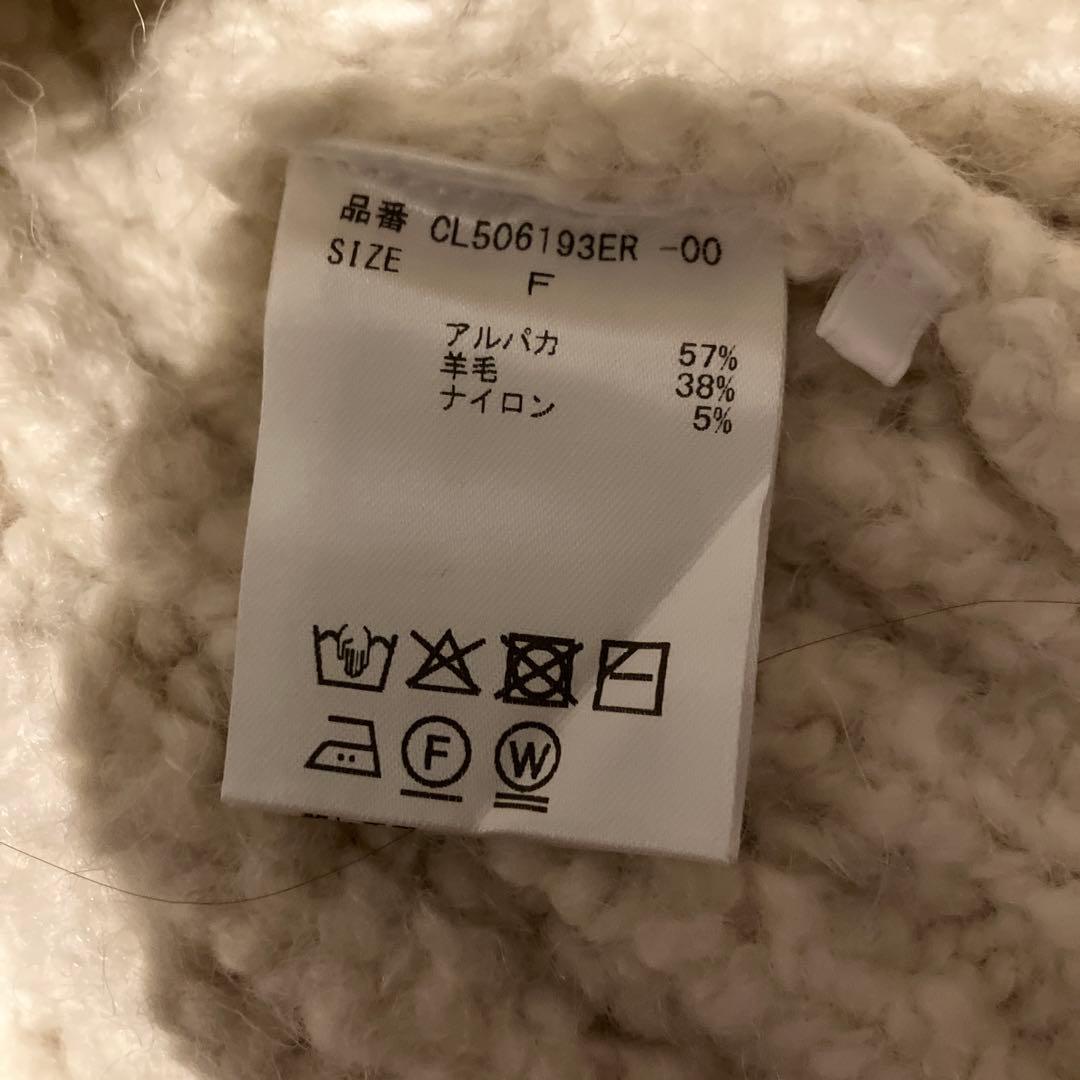 品番 CL506193ER -00
SIZE F
アルパカ 57%
羊毛 38%
ナイロン 5%
F
W